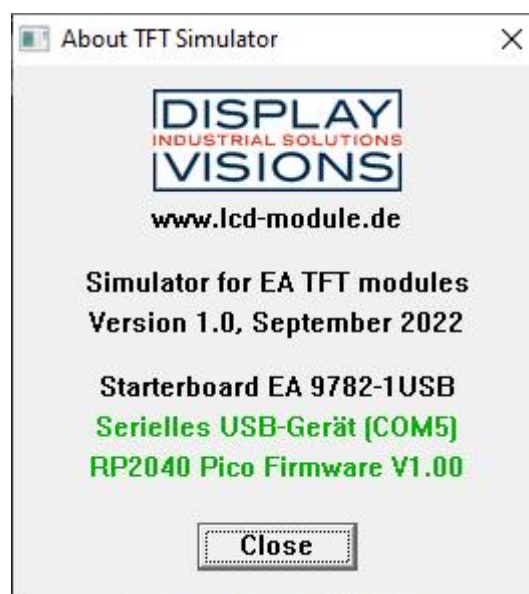 About TFT Simulator
DISPLAY
INDUSTRIAL SOLUTIONS
VISIONS
www.lcd-module.de
Simulator for EA TFT modules
Version 1.0, September 2022
Starterboard EA 9782-1USB
Serielles USB-Gerät (COM5)
RP2040 Pico Firmware V1.00
Close